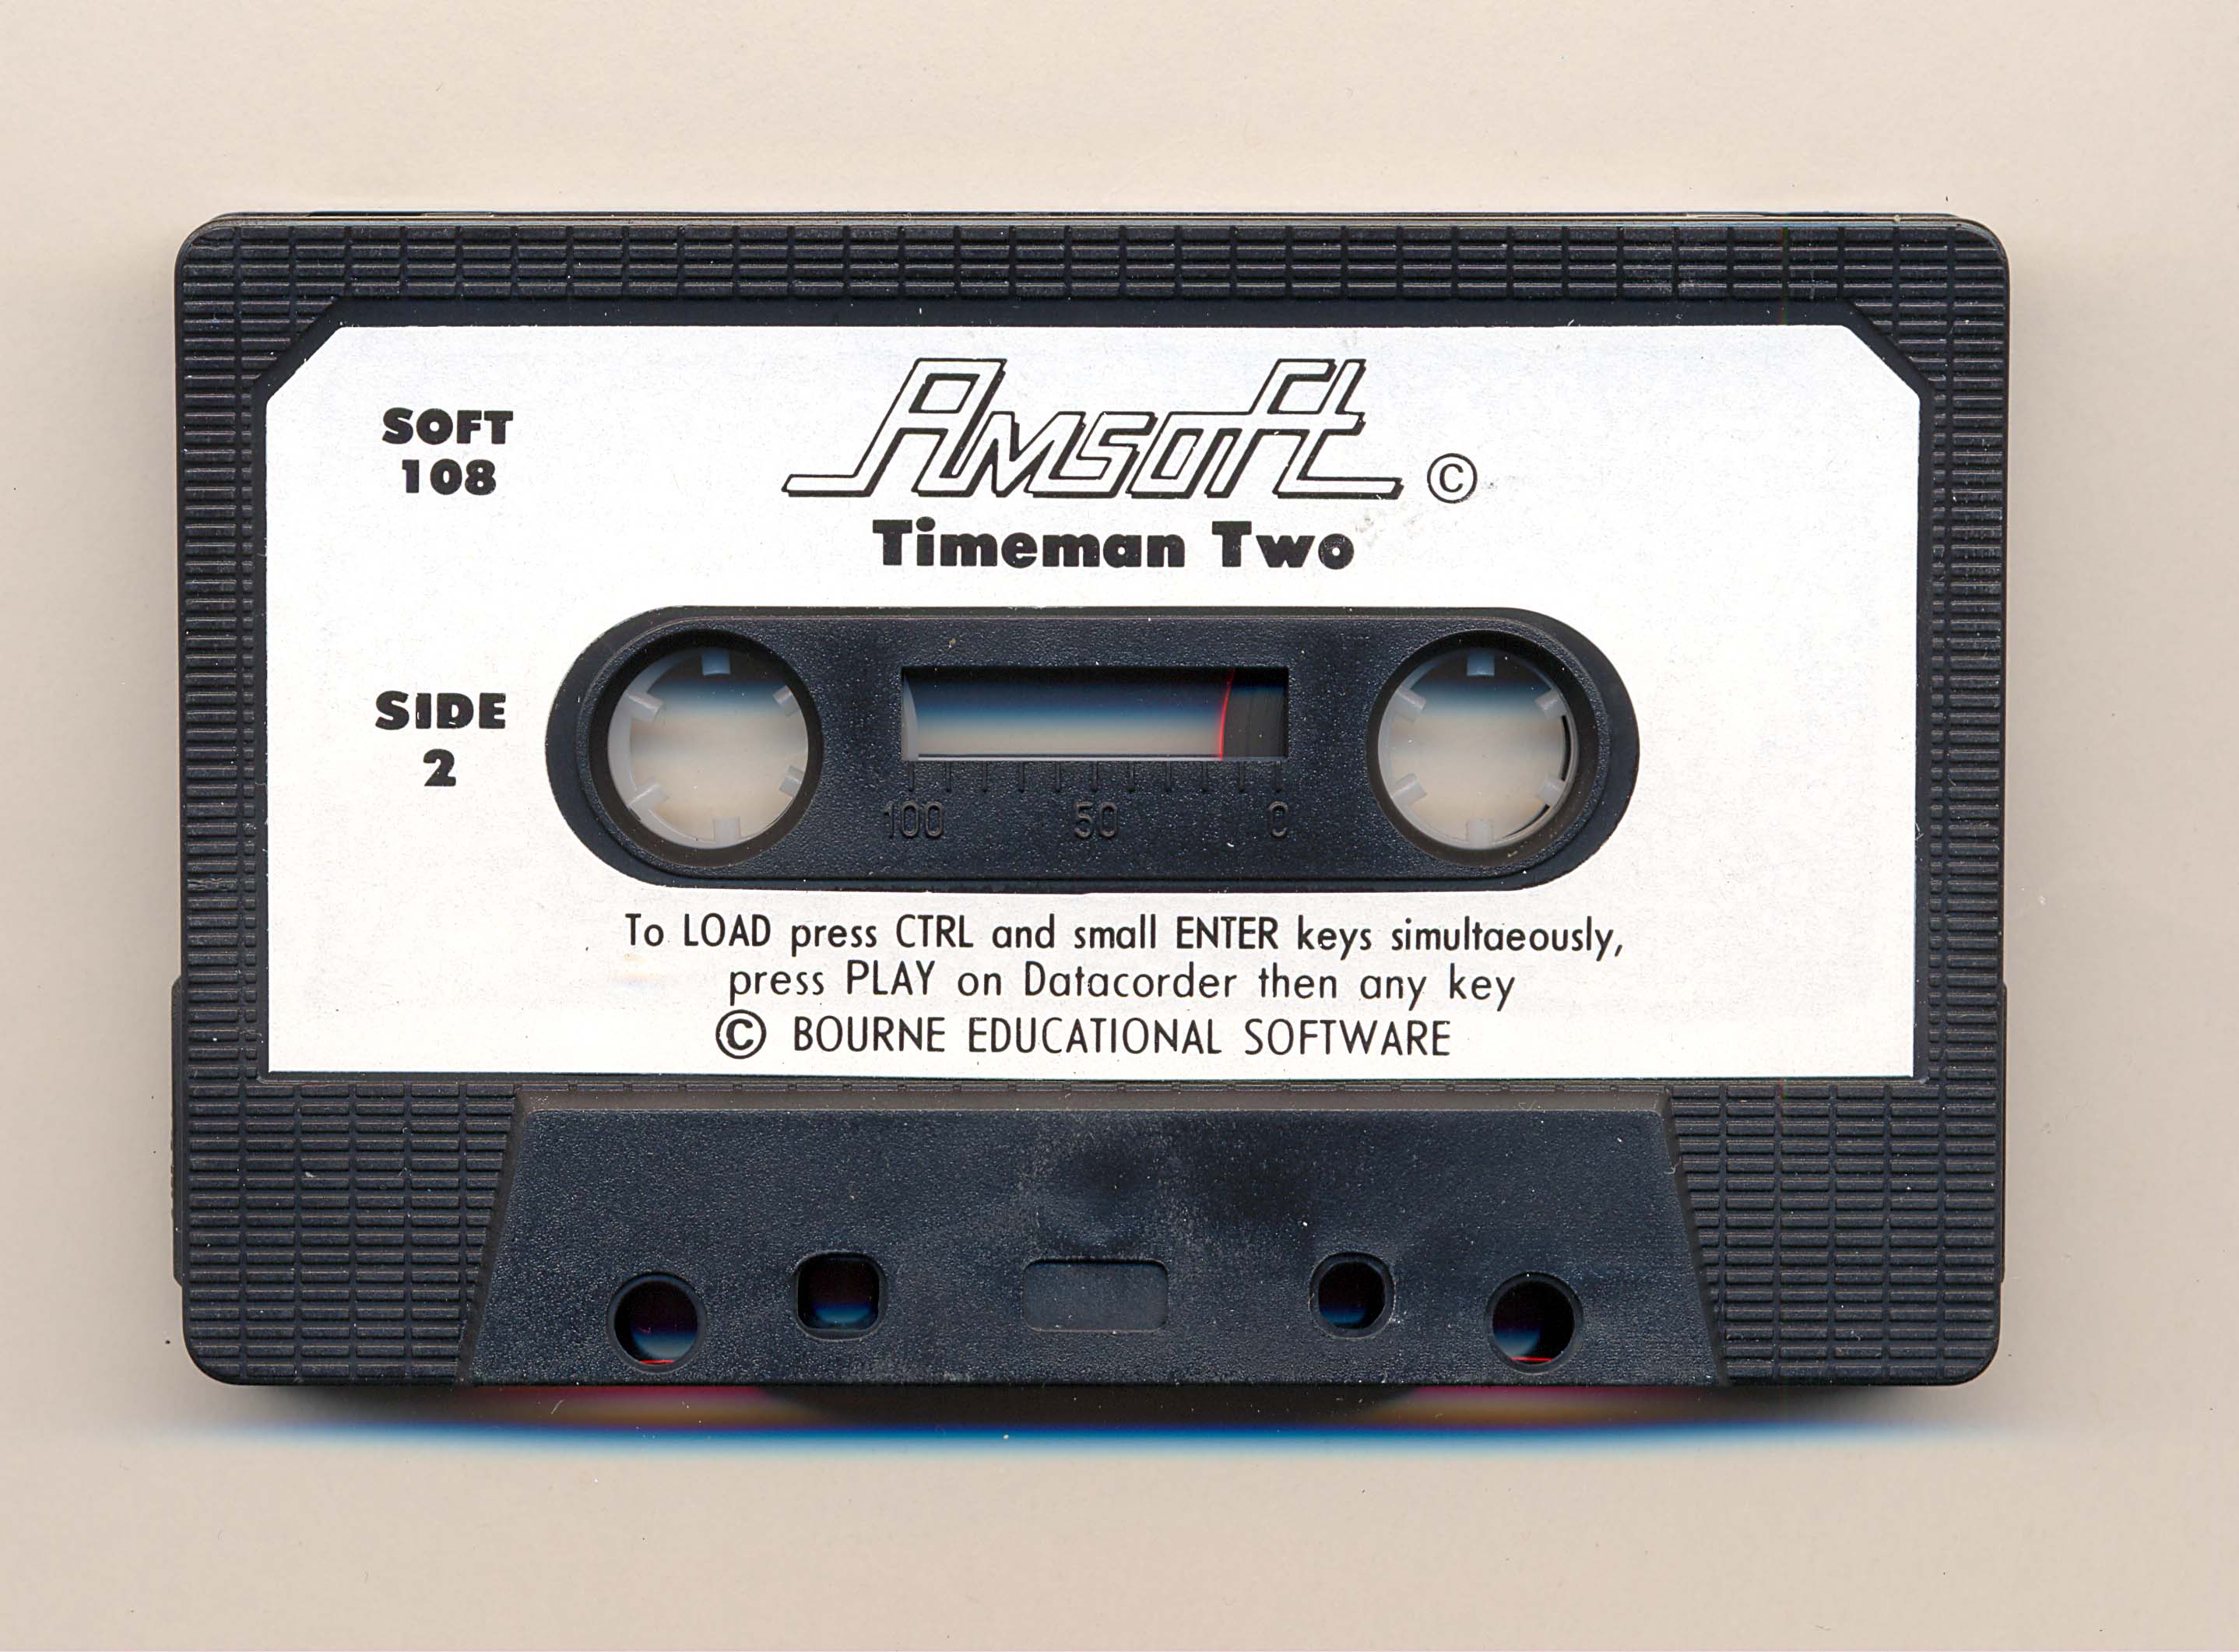 SOFT
108
Amsoft ©
Timeman Two
SIDE
2
100 50 0
To LOAD press CTRL and small ENTER keys simultaeously,
press PLAY on Datacorder then any key
© BOURNE EDUCATIONAL SOFTWARE